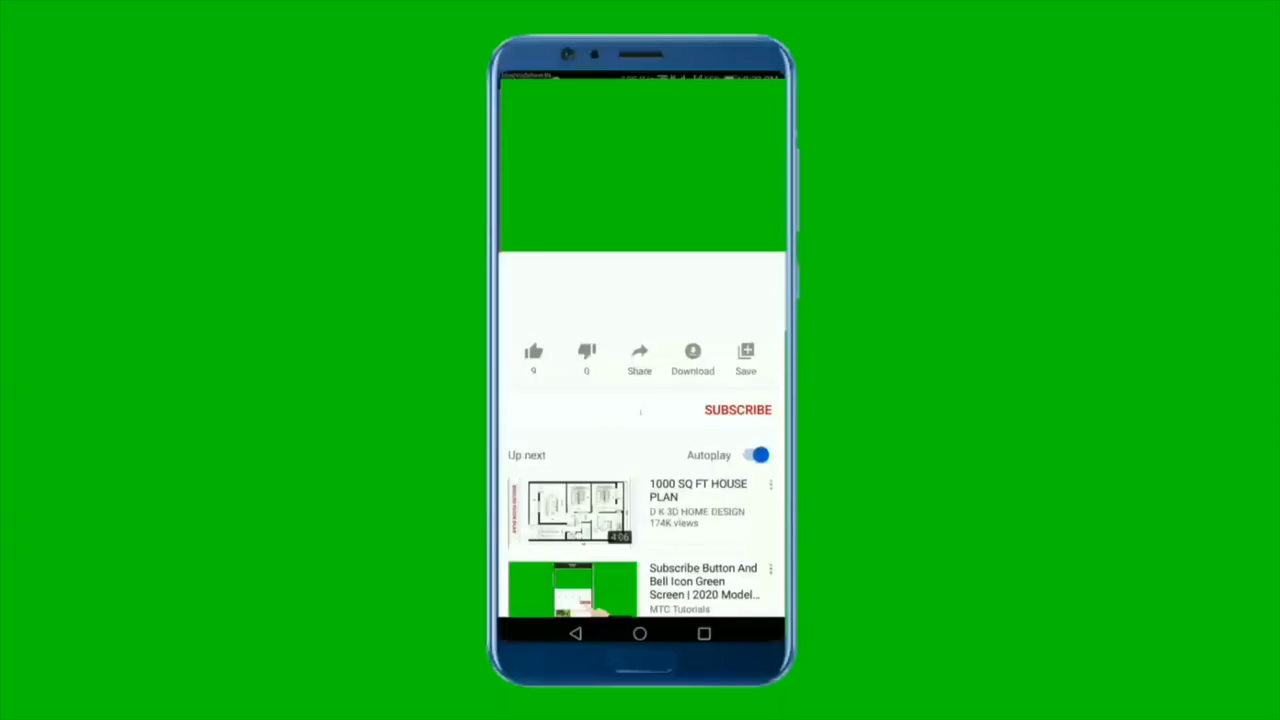 9
0
Share
Download
Save
SUBSCRIBE
Up next
Autoplay
1000 SQ FT HOUSE
PLAN
D K 3D HOME DESIGN
174K views
4:06
Subscribe Button And
Bell Icon Green
Screen | 2020 Model...
MTC Tutorials